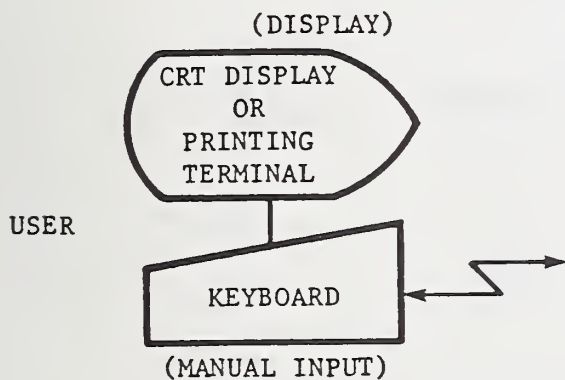 (DISPLAY)
CRT DISPLAY
OR
PRINTING
TERMINAL
USER
KEYBOARD
(MANUAL INPUT)